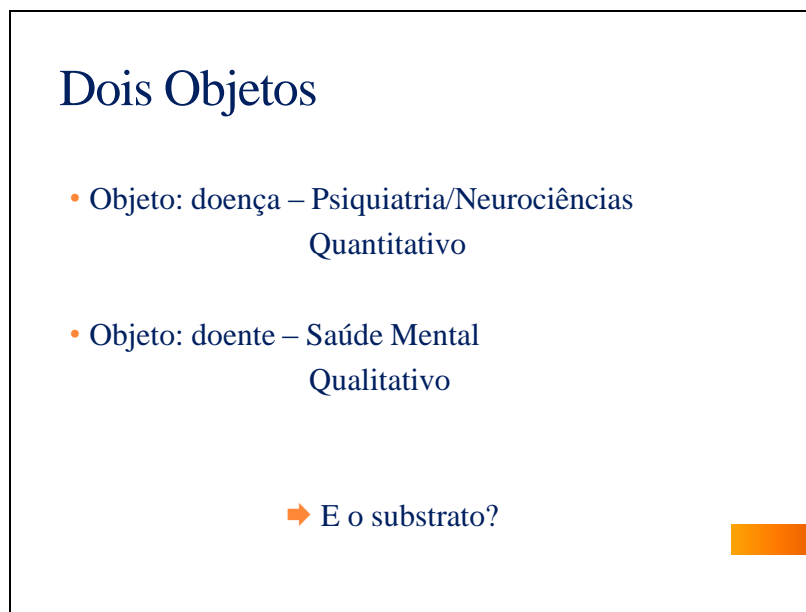 Dois Objetos
• Objeto: doença – Psiquiatria/Neurociências
Quantitativo
• Objeto: doente – Saúde Mental
Qualitativo
E o substrato?